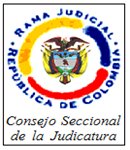 RAMA JUDICIAL
REPÚBLICA DE COLOMBIA
Consejo Seccional
de la Judicatura